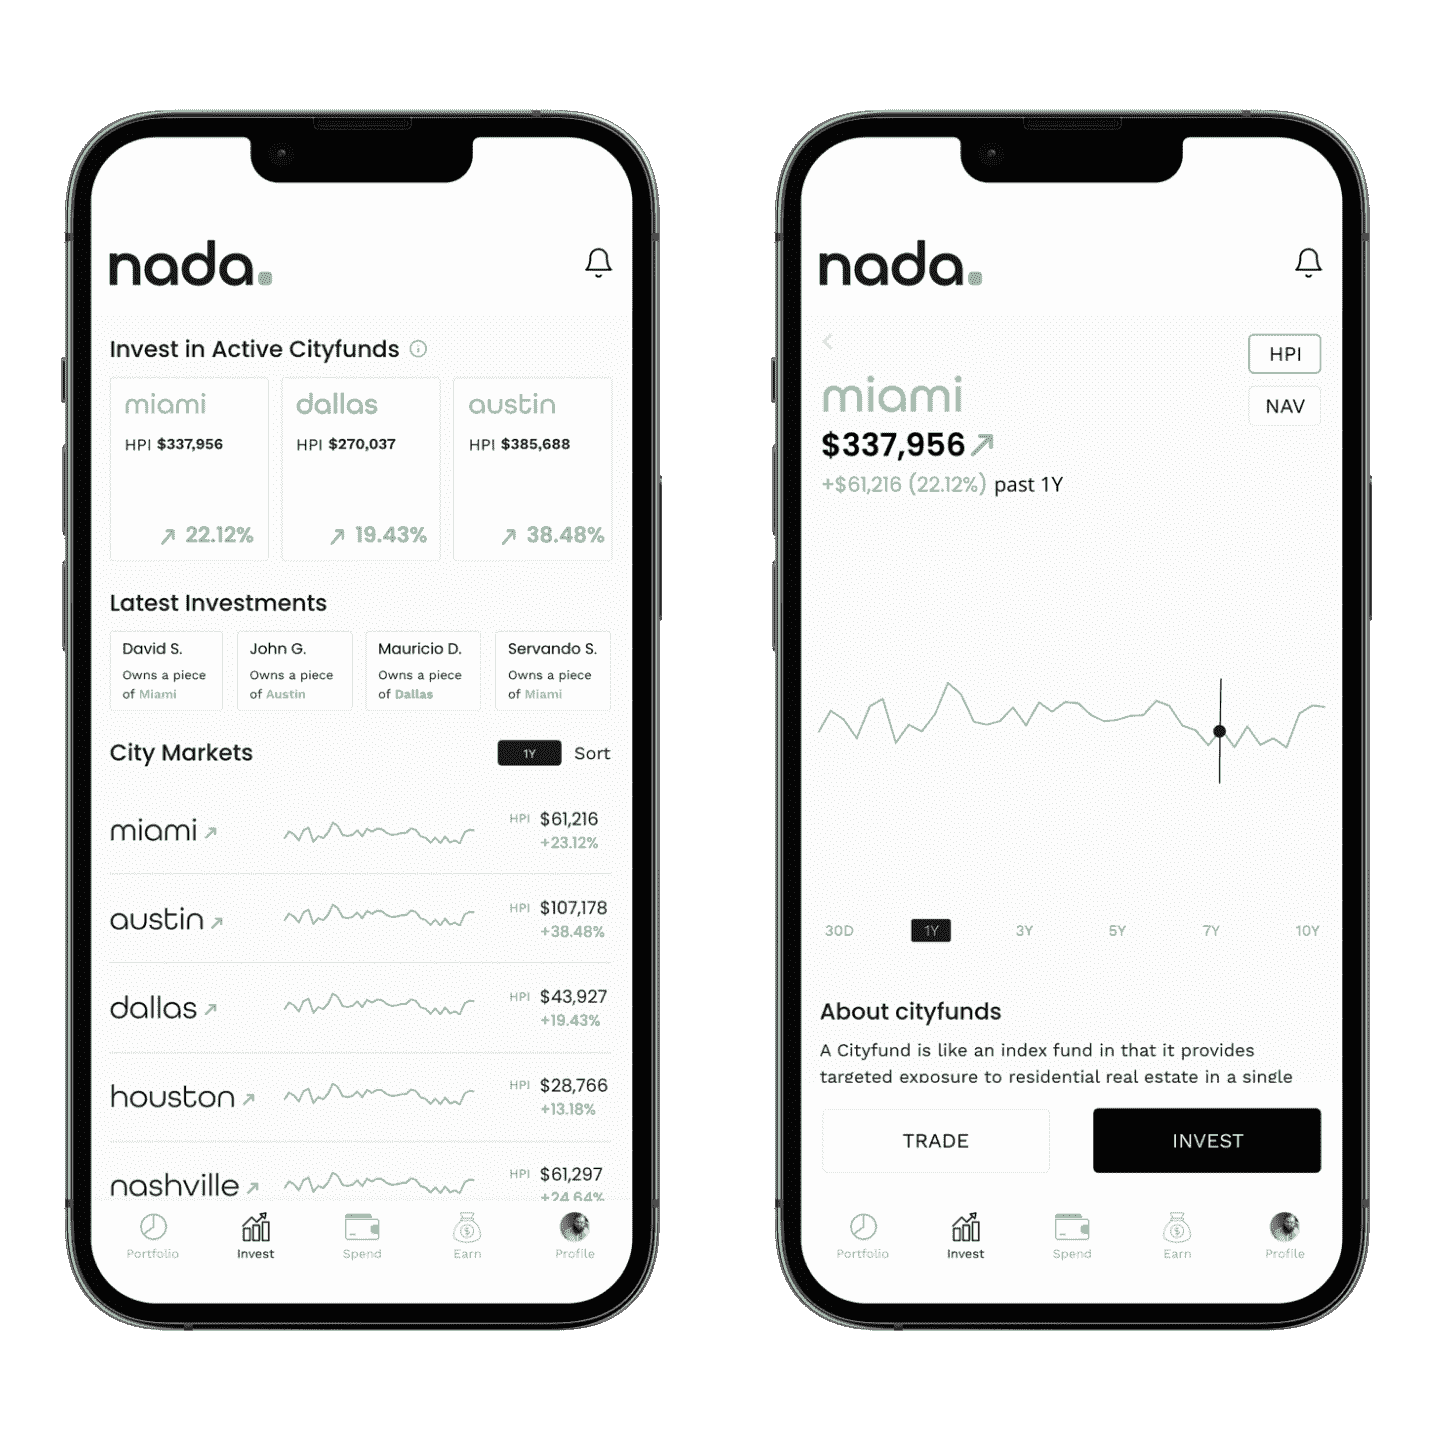 nada.
Invest in Active Cityfunds
miami
HPI $337,956
22.12%
dallas
HPI $270,037
19.43%
austin
HPI $385,688
38.48%
Latest Investments
David S.
Owns a piece
of Miami
John G.
Owns a piece
of Austin
Mauricio D.
Owns a piece
of Dallas
Servando S.
Owns a piece
of Miami
City Markets
1Y
Sort
miami
HPI $61,216
+23.12%
austin
HPI $107,178
+38.48%
dallas
HPI $43,927
+19.43%
houston
HPI $28,766
+13.18%
nashville
HPI $61,297
+24.64%
Portfolio
Invest
Spend
Earn
Profile
nada.
HPI
NAV
miami
$337,956
+$61,216 (22.12%) past 1Y
30D
1Y
3Y
5Y
7Y
10Y
About cityfunds
A Cityfund is like an index fund in that it provides
targeted exposure to residential real estate in a single
TRADE
INVEST
Portfolio
Invest
Spend
Earn
Profile